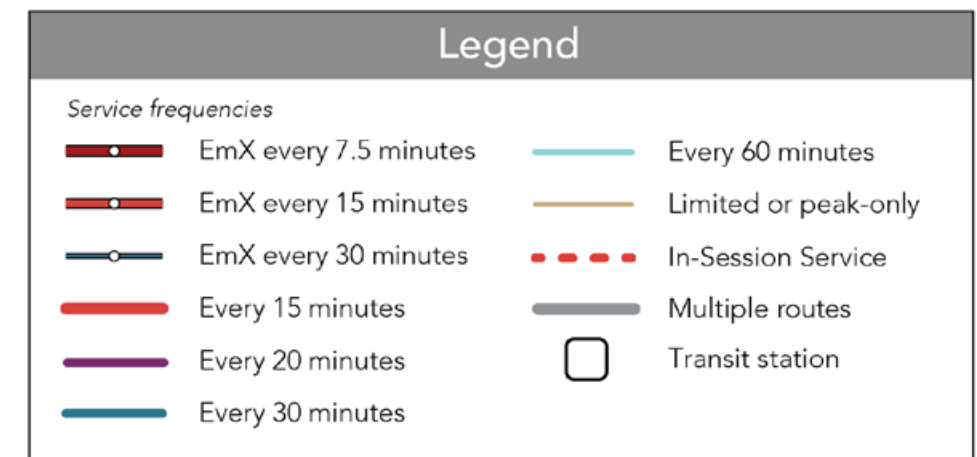 Legend
Service frequencies
EmX every 7.5 minutes
EmX every 15 minutes
EmX every 30 minutes
Every 15 minutes
Every 20 minutes
Every 30 minutes
Every 60 minutes
Limited or peak-only
In-Session Service
Multiple routes
Transit station